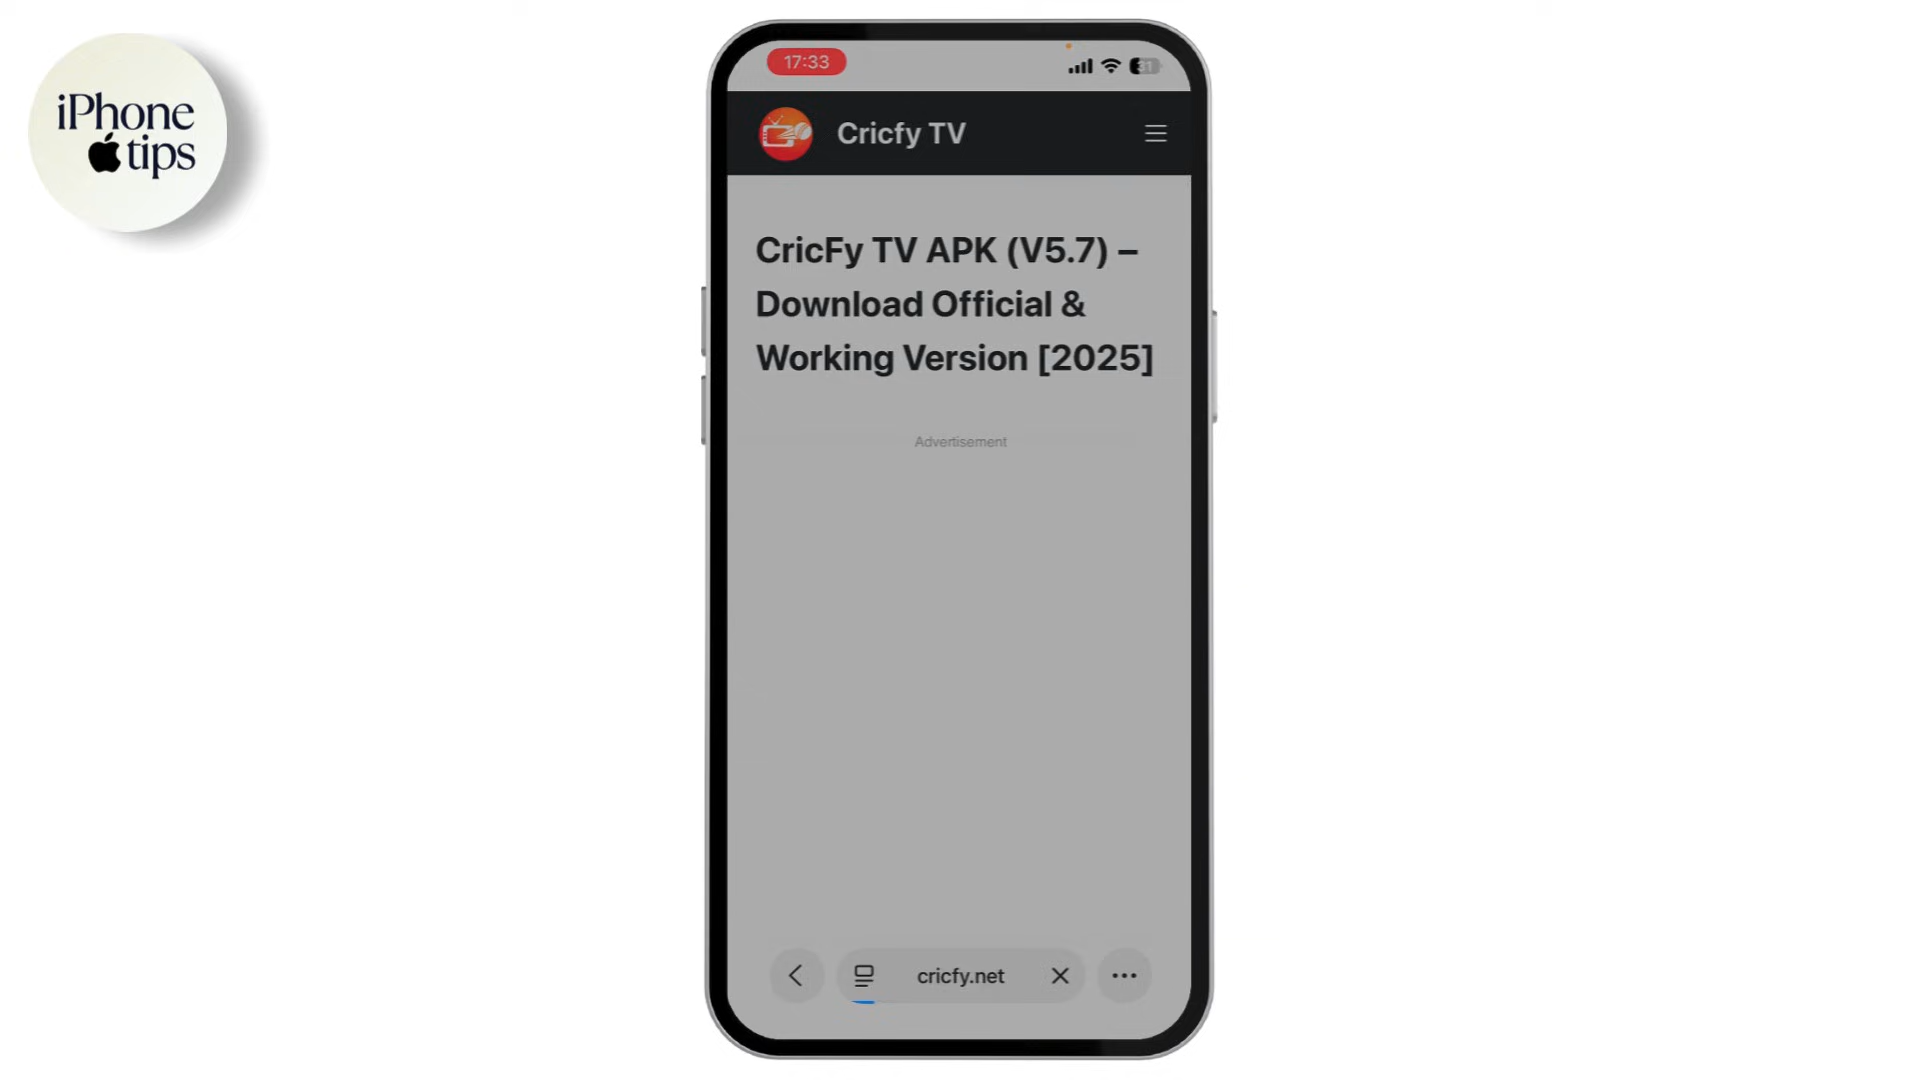 iPhone
tips
17:33
31
Cricfy TV
CricFy TV APK (V5.7) –
Download Official &
Working Version [2025]
Advertisement
cricfy.net